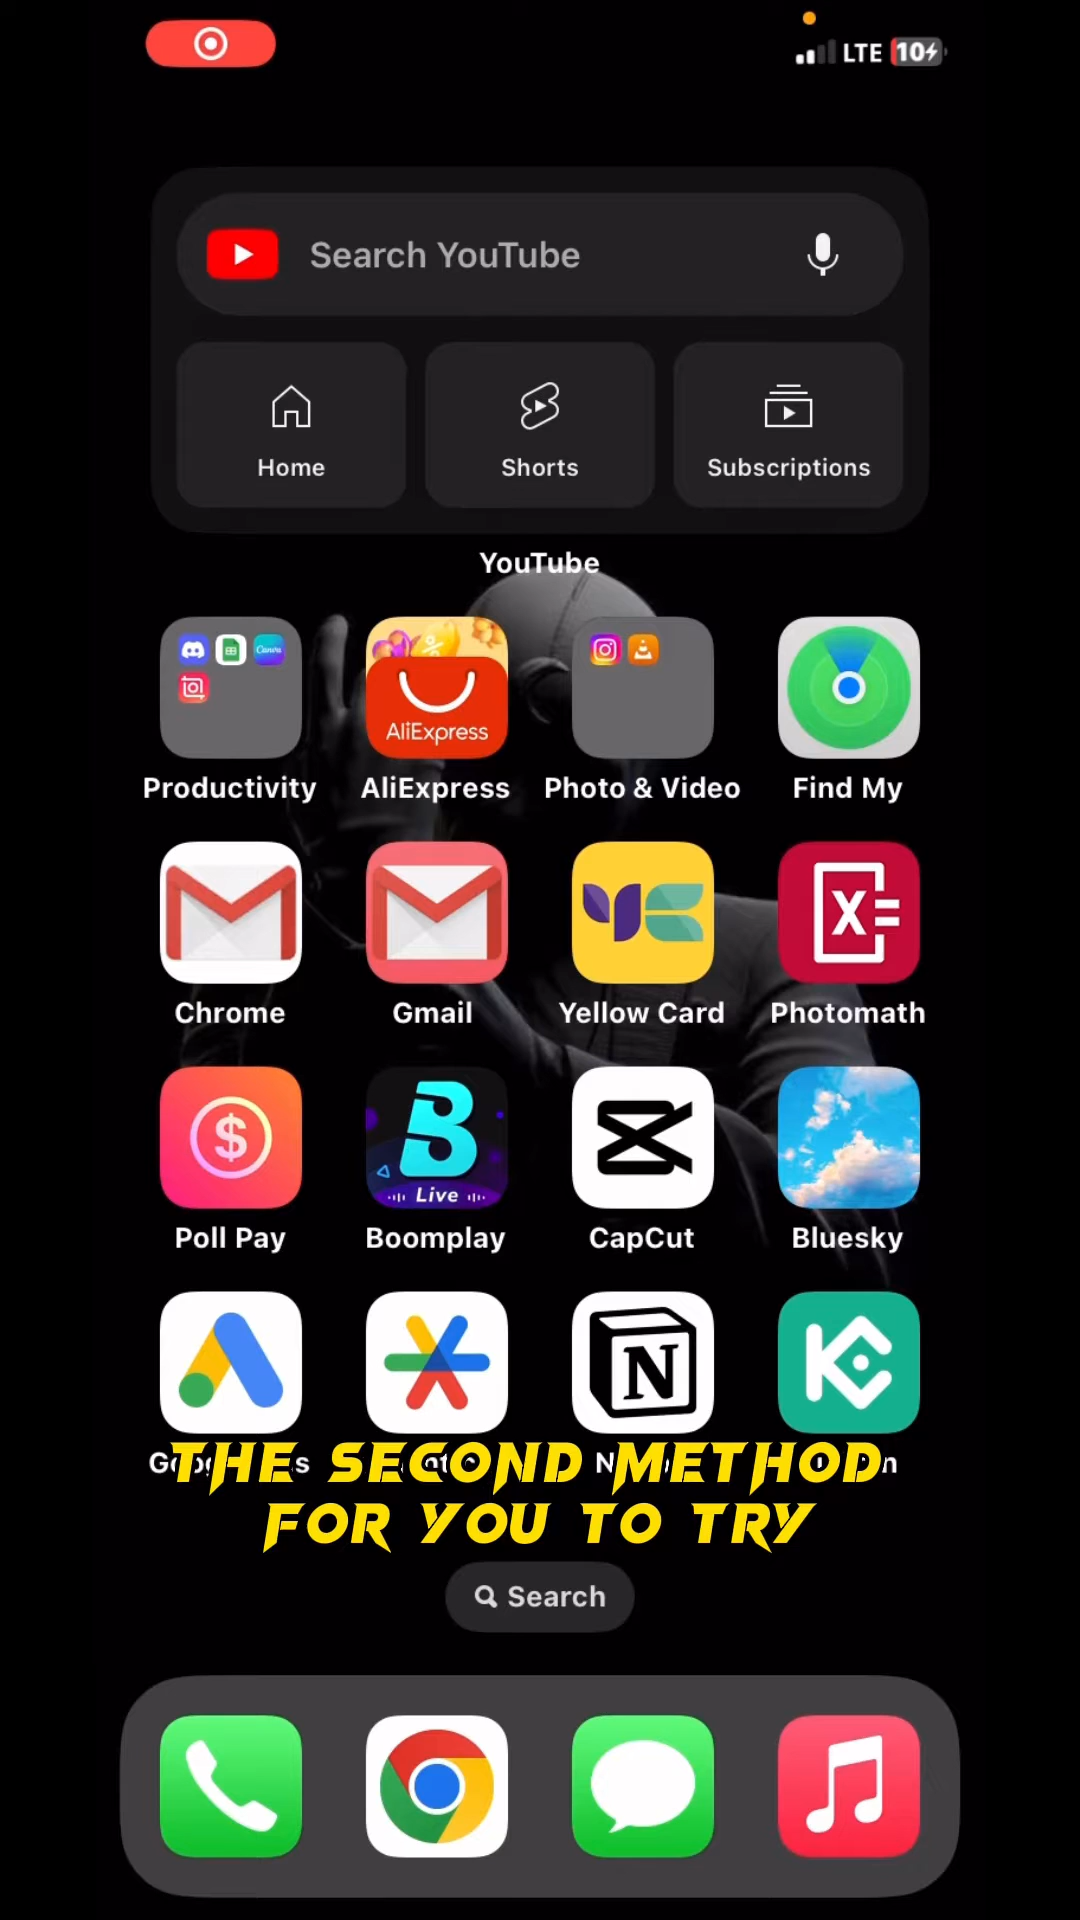 LTE 10
Search YouTube
Home Shorts Subscriptions
YouTube
Canva
%
AliExpress
Productivity AliExpress Photo & Video Find My
X
Chrome Gmail Yellow Card Photomath
$
B
Live
Poll Pay Boomplay CapCut Bluesky
N
THE SECOND METHOD
FOR YOU TO TRY
Search